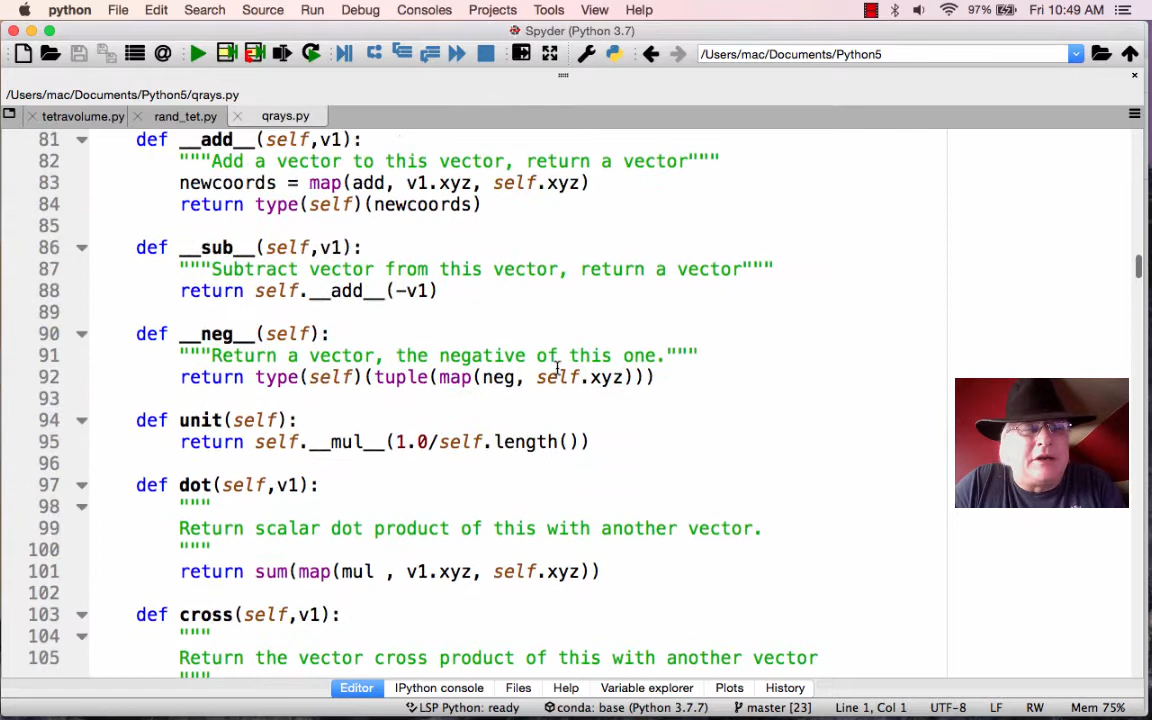 python File Edit Search Source Run Debug Consoles Projects Tools View Help 97% Fri 10:49 AM
Spyder (Python 3.7)
/Users/mac/Documents/Python5
/Users/mac/Documents/Python5/qrays.py
tetravolume.py rand_tet.py qrays.py
81 def __add__(self,v1):
82 """Add a vector to this vector, return a vector"""
83 newcoords = map(add, v1.xyz, self.xyz)
84 return type(self)(newcoords)
85
86 def __sub__(self,v1):
87 """Subtract vector from this vector, return a vector"""
88 return self.__add__(-v1)
89
90 def __neg__(self):
91 """Return a vector, the negative of this one."""
92 return type(self)(tuple(map(neg, self.xyz)))
93
94 def unit(self):
95 return self.__mul__(1.0/self.length())
96
97 def dot(self,v1):
98 """
99 Return scalar dot product of this with another vector.
100 """
101 return sum(map(mul , v1.xyz, self.xyz))
102
103 def cross(self,v1):
104 """
105 Return the vector cross product of this with another vector
"""
Editor IPython console Files Help Variable explorer Plots History
LSP Python: ready conda: base (Python 3.7.7) master [23] Line 1, Col 1 UTF-8 LF RW Mem 75%